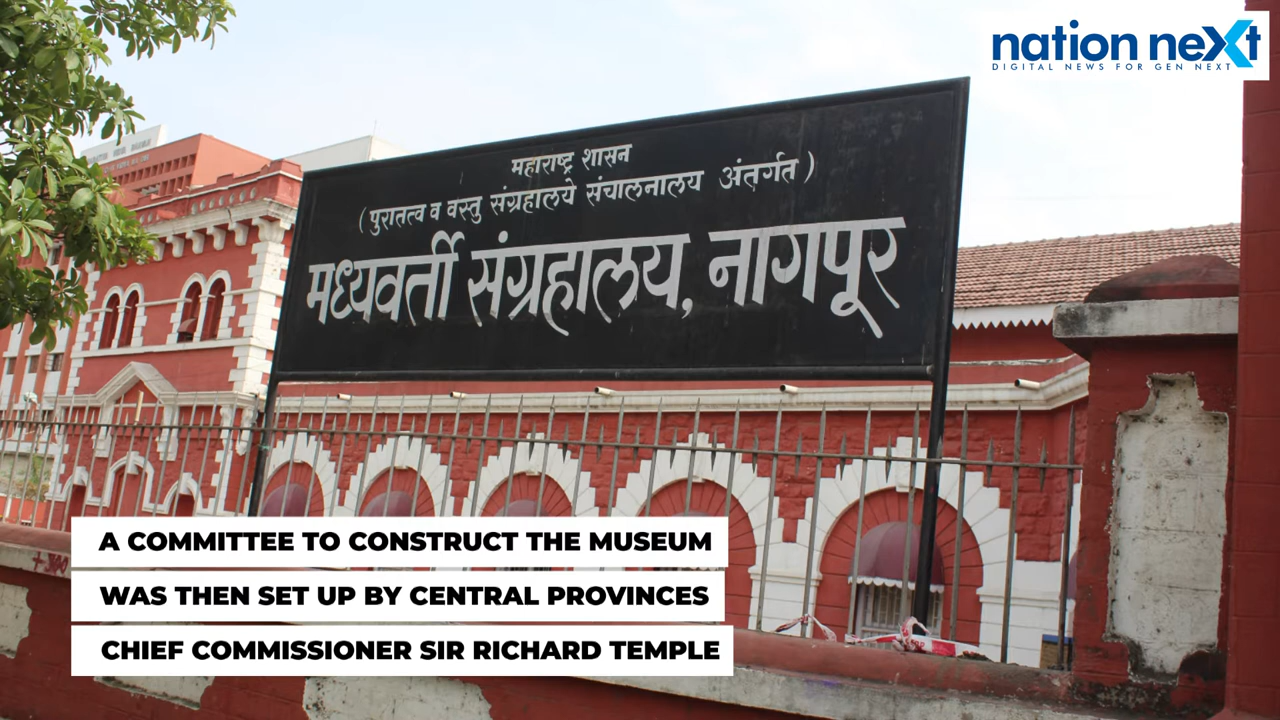 nation neXt
DIGITAL NEWS FOR GEN NEXT
महाराष्ट्र शासन
( पुरातत्व व वस्तु संग्रहालये संचालनालय अंतर्गत )
मध्यवर्ती संग्रहालय, नागपूर
A COMMITTEE TO CONSTRUCT THE MUSEUM
WAS THEN SET UP BY CENTRAL PROVINCES
CHIEF COMMISSIONER SIR RICHARD TEMPLE